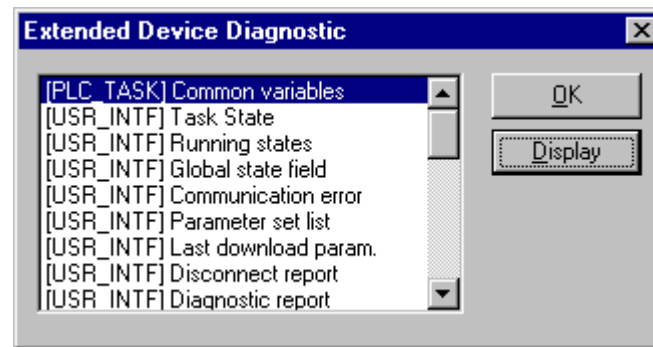 Extended Device Diagnostic
[PLC_TASK] Common variables
[USR_INTF] Task State
[USR_INTF] Running states
[USR_INTF] Global state field
[USR_INTF] Communication error
[USR_INTF] Parameter set list
[USR_INTF] Last download param.
[USR_INTF] Disconnect report
[USR_INTF] Diagnostic report
OK
Display